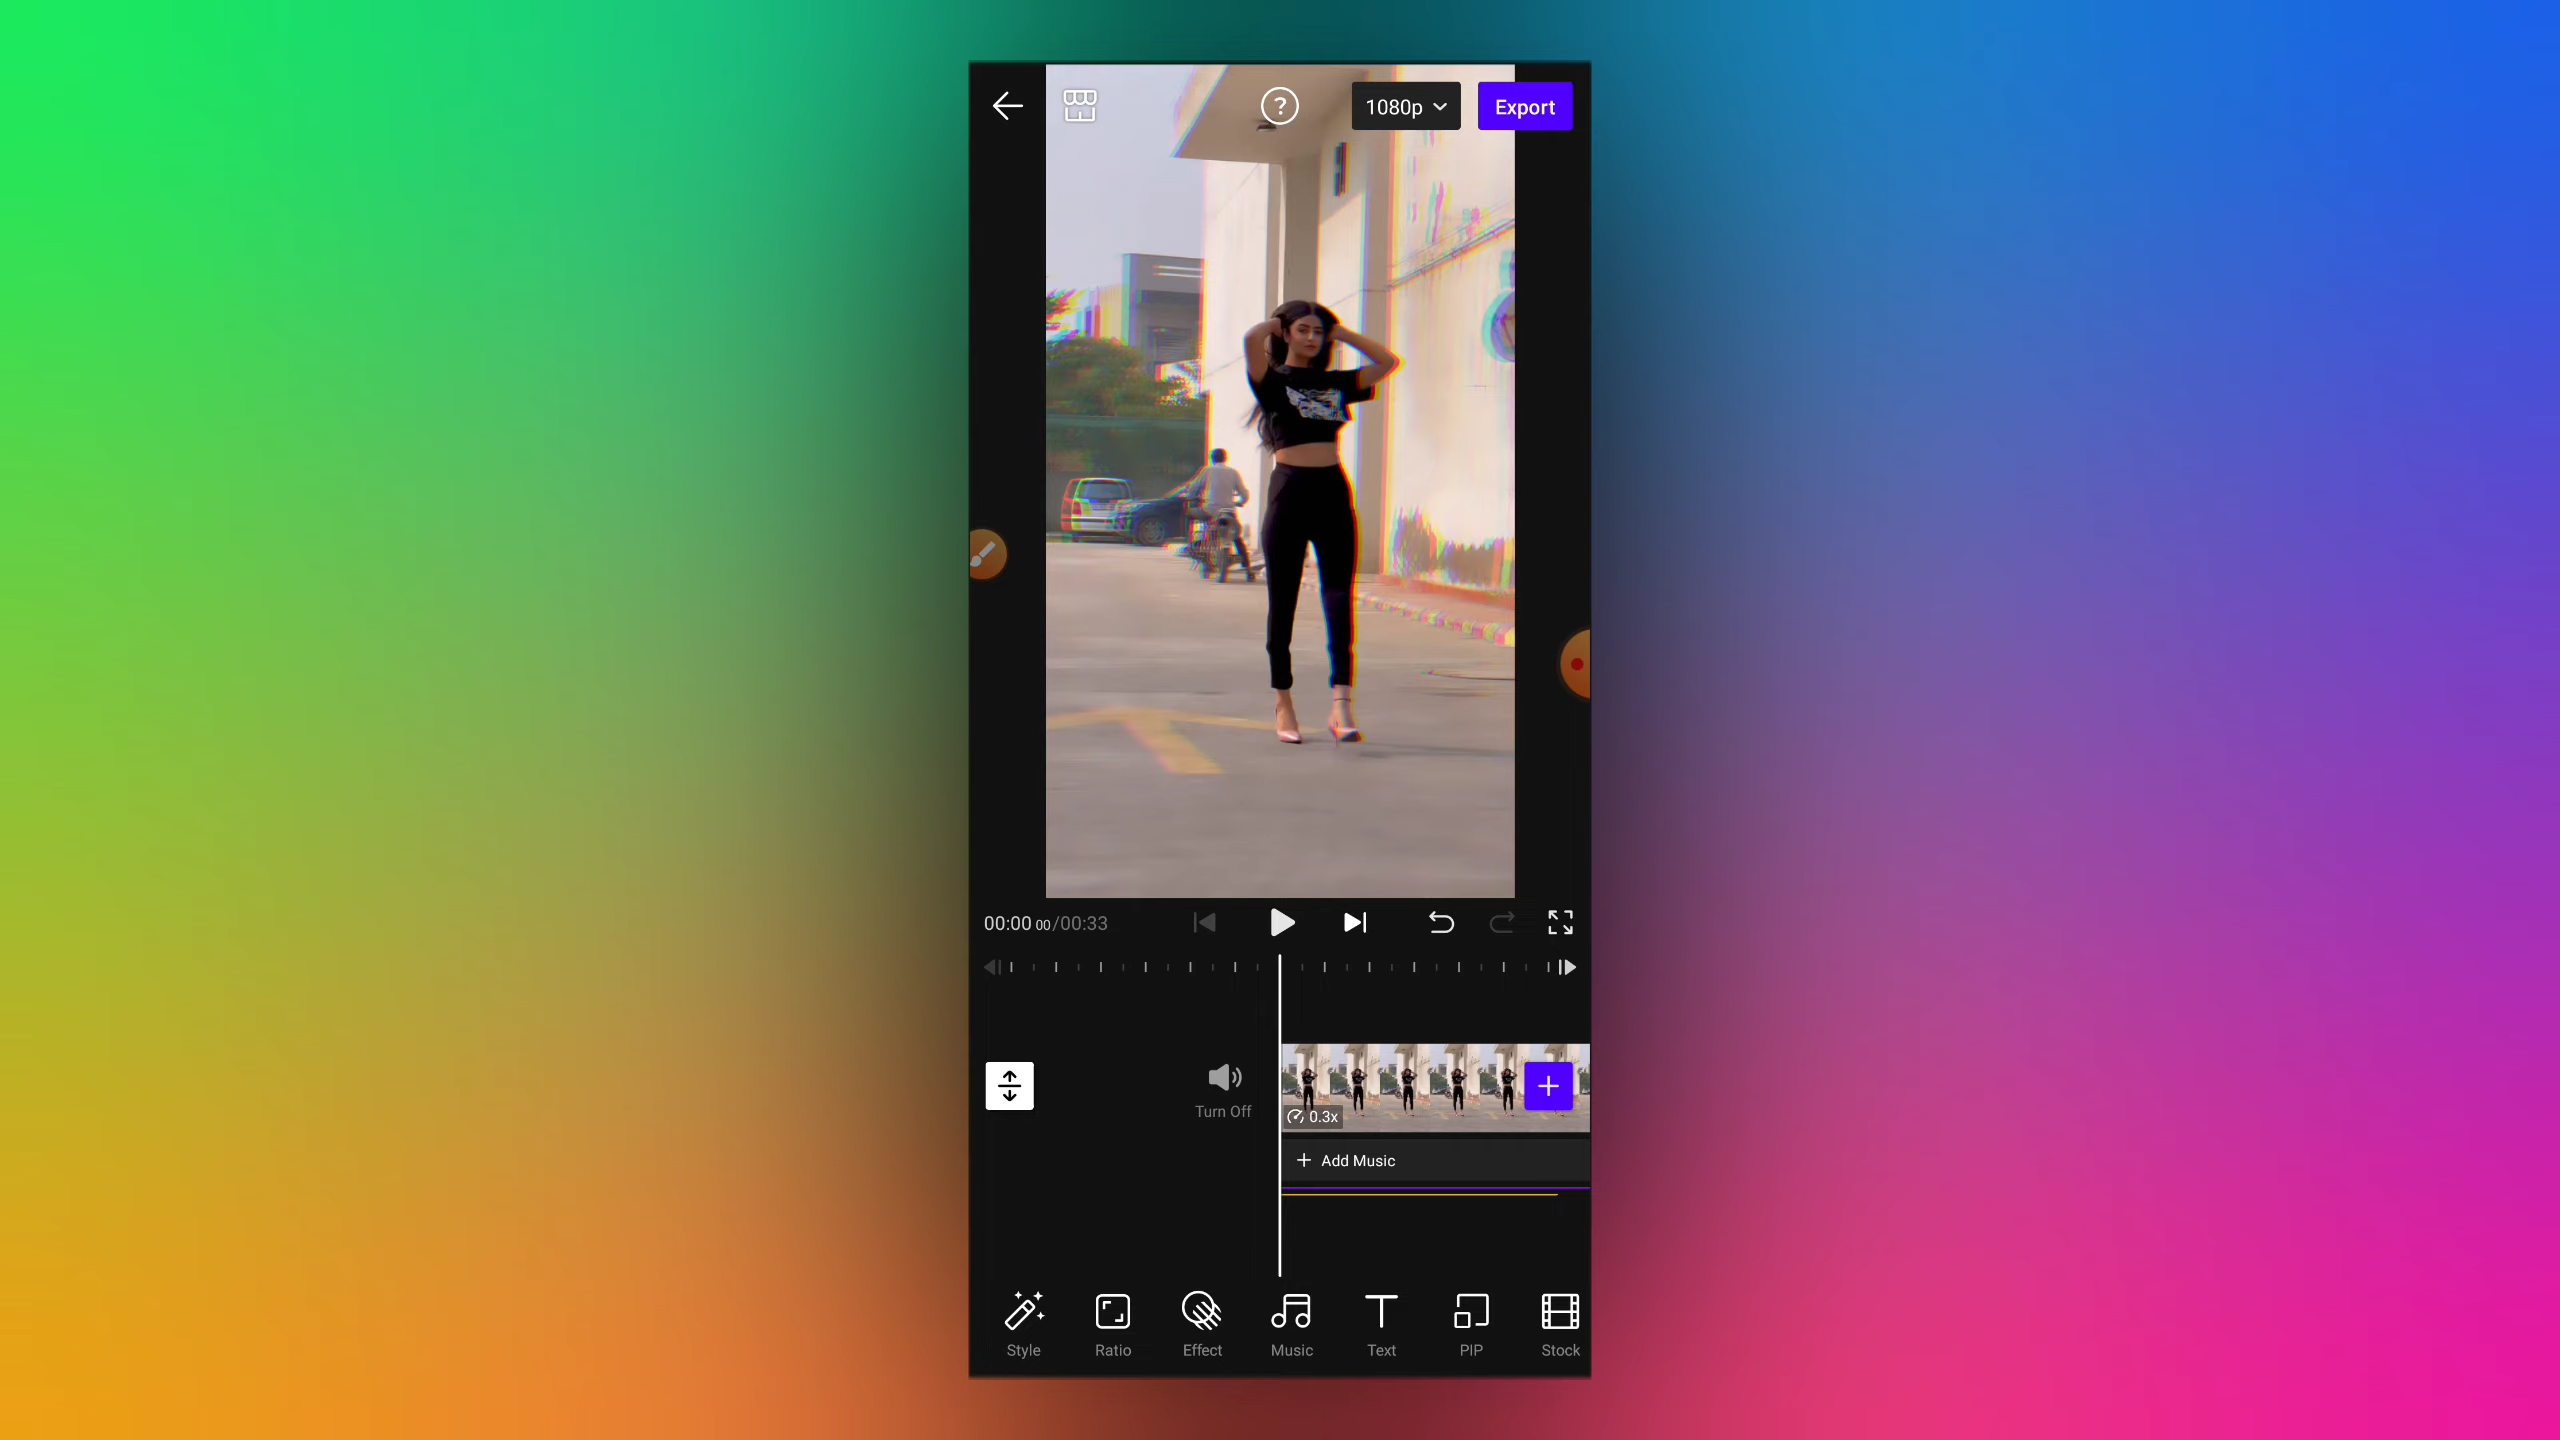 1080p
Export
00:00 00/00:33
Turn Off
0.3x
Add Music
Style
Ratio
Effect
Music
Text
PIP
Stock